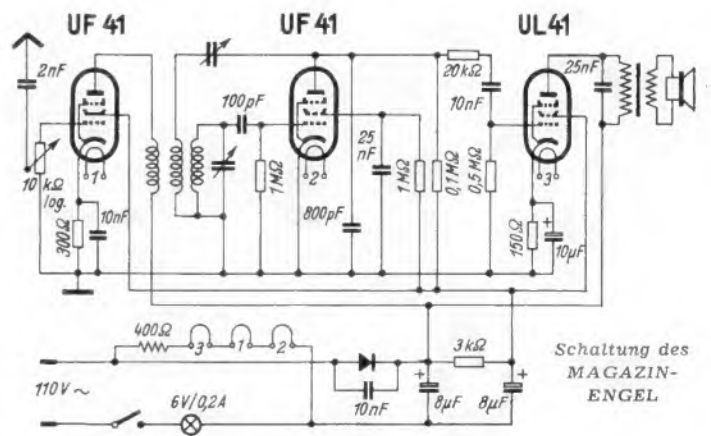 UF 41
UF 41
UL 41
2nF
100pF
20kΩ
10nF
25nF
10 kΩ log.
1
300Ω
10nF
1MΩ
2
800pF
25 nF
1MΩ
0,1MΩ
0,5MΩ
3
150Ω
+
10µF
400Ω
3
1
2
110V ~
6V/0,2A
10nF
+
8µF
3kΩ
+
8µF
Schaltung des
MAGAZIN-
ENGEL